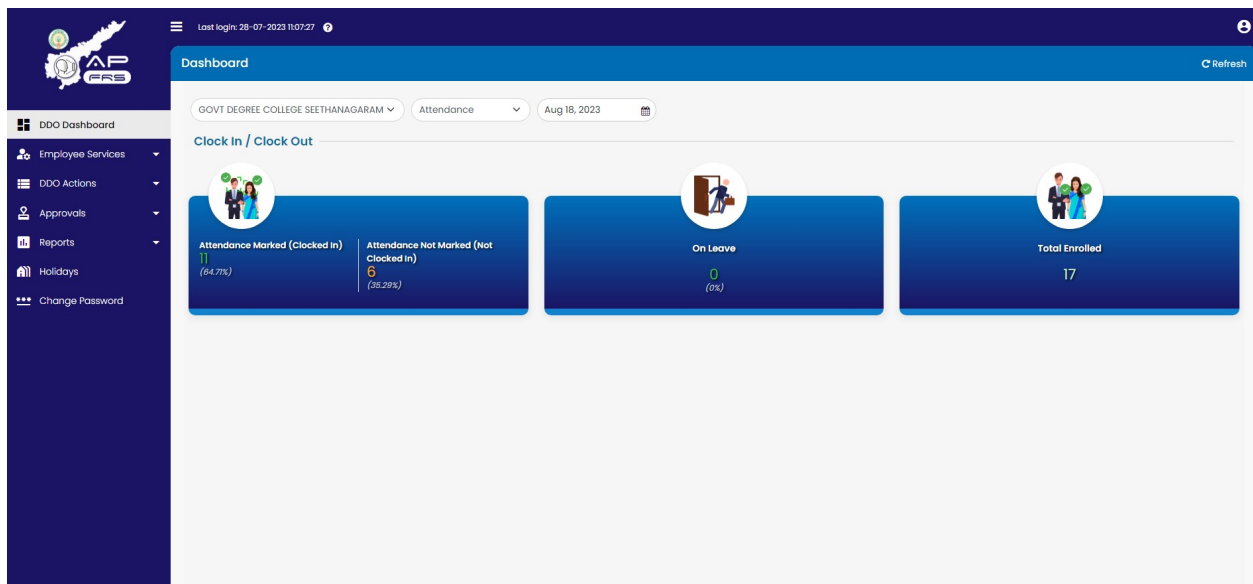 AP
FRS
DDO Dashboard
Employee Services
DDO Actions
Approvals
Reports
Holidays
Change Password
Last login: 28-07-2023 11:07:27
Dashboard
Refresh
GOVT DEGREE COLLEGE SEETHANAGARAM
Attendance
Aug 18, 2023
Clock In / Clock Out
Attendance Marked (Clocked In)
11
(64.71%)
Attendance Not Marked (Not
Clocked In)
6
(35.29%)
On Leave
0
(0%)
Total Enrolled
17